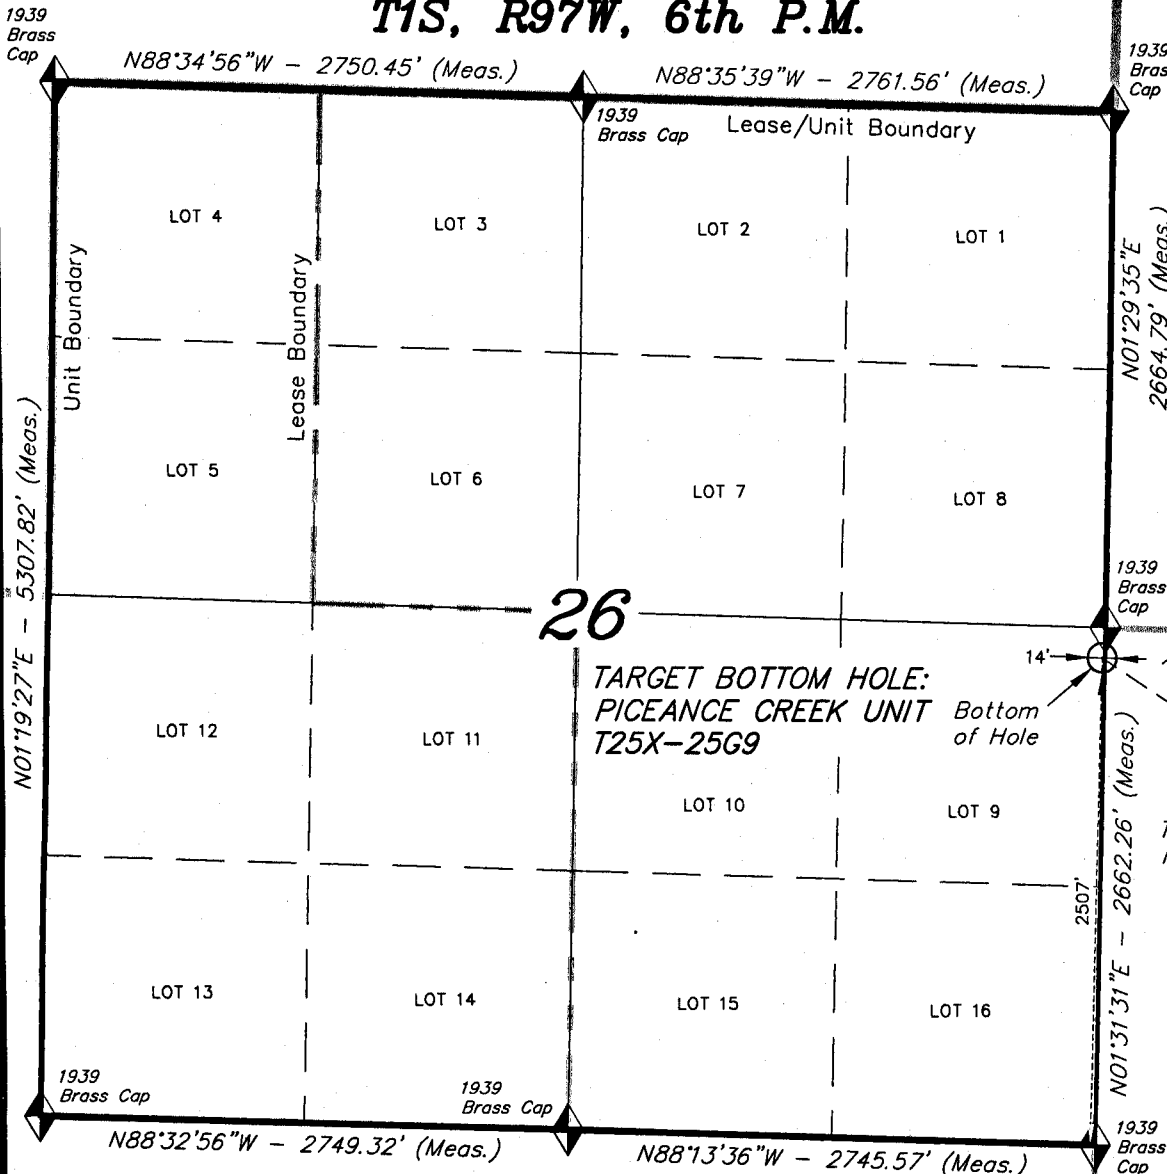 T1S, R97W, 6th P.M.
1939
Brass
Cap
N88°34'56"W - 2750.45' (Meas.)
N88°35'39"W - 2761.56' (Meas.)
1939
Brass
Cap
1939
Brass Cap
Lease/Unit Boundary
LOT 4
LOT 3
LOT 2
LOT 1
Unit Boundary
Lease Boundary
N01°29'35"E
2664.79' (Meas.)
LOT 5
LOT 6
LOT 7
LOT 8
N01°19'27"E - 5307.82' (Meas.)
1939
Brass
Cap
26
14'
TARGET BOTTOM HOLE:
PICEANCE CREEK UNIT
T25X-25G9
Bottom
of Hole
LOT 12
LOT 11
LOT 10
LOT 9
2507'
N01°31'31"E - 2662.26' (Meas.)
LOT 13
LOT 14
LOT 15
LOT 16
1939
Brass Cap
1939
Brass Cap
1939
Brass
Cap
N88°32'56"W - 2749.32' (Meas.)
N88°13'36"W - 2745.57' (Meas.)